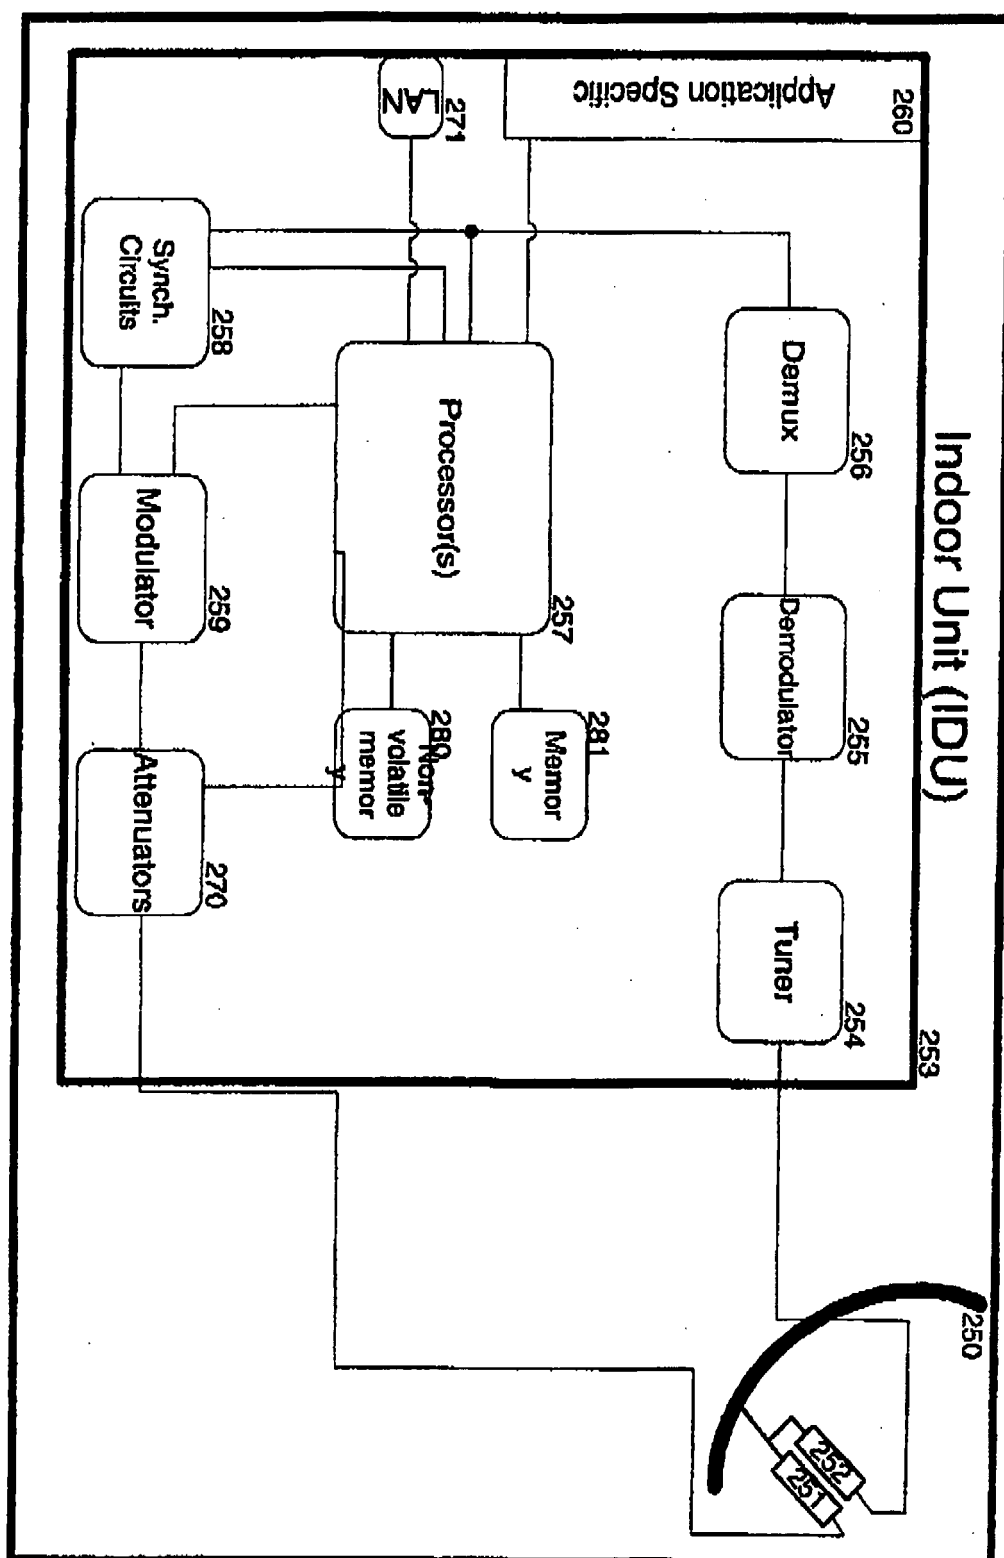 Indoor Unit (IDU)
253
260
Application Specific
Demux
256
Demodulator
255
Tuner
254
250
252
251
LAN
271
Processor(s)
257
Memor
y
281
Non-
volatile
memor
y
280
Synch.
Circuits
258
Modulator
259
Attenuators
270